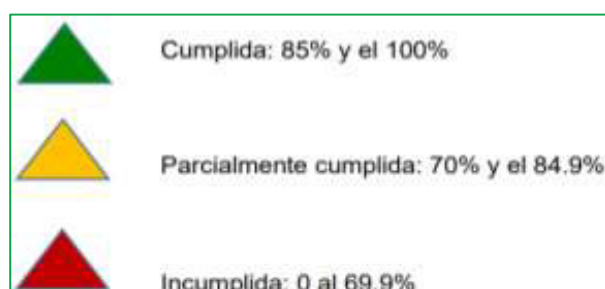 Cumplida: 85% y el 100%
Parcialmente cumplida: 70% y el 84.9%
Incumplida: 0 al 69.9%